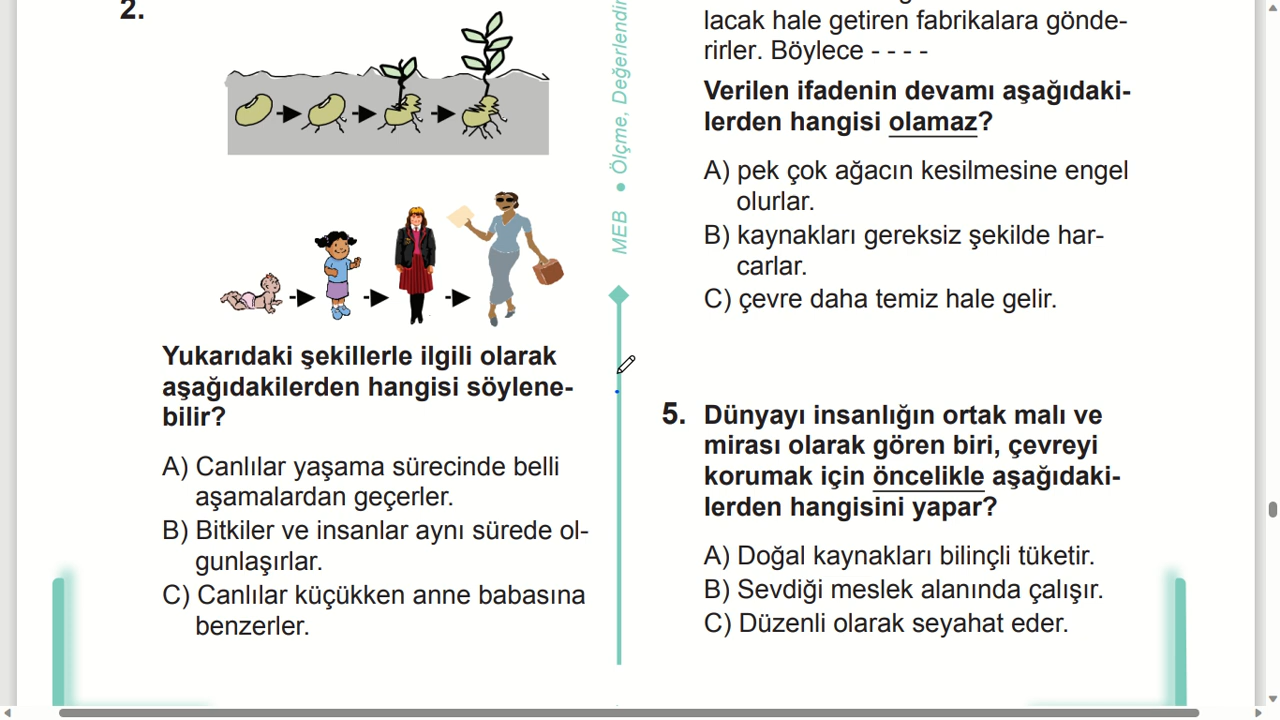 2.
Yukarıdaki şekillerle ilgili olarak
aşağıdakilerden hangisi söylene-
bilir?
A) Canlılar yaşama sürecinde belli
aşamalardan geçerler.
B) Bitkiler ve insanlar aynı sürede ol-
gunlaşırlar.
C) Canlılar küçükken anne babasına
benzerler.
MEB • Ölçme, Değerlendir
lacak hale getiren fabrikalara gönde-
rirler. Böylece - - - -
Verilen ifadenin devamı aşağıdaki-
lerden hangisi olamaz?
A) pek çok ağacın kesilmesine engel
olurlar.
B) kaynakları gereksiz şekilde har-
carlar.
C) çevre daha temiz hale gelir.
5. Dünyayı insanlığın ortak malı ve
mirası olarak gören biri, çevreyi
korumak için öncelikle aşağıdaki-
lerden hangisini yapar?
A) Doğal kaynakları bilinçli tüketir.
B) Sevdiği meslek alanında çalışır.
C) Düzenli olarak seyahat eder.